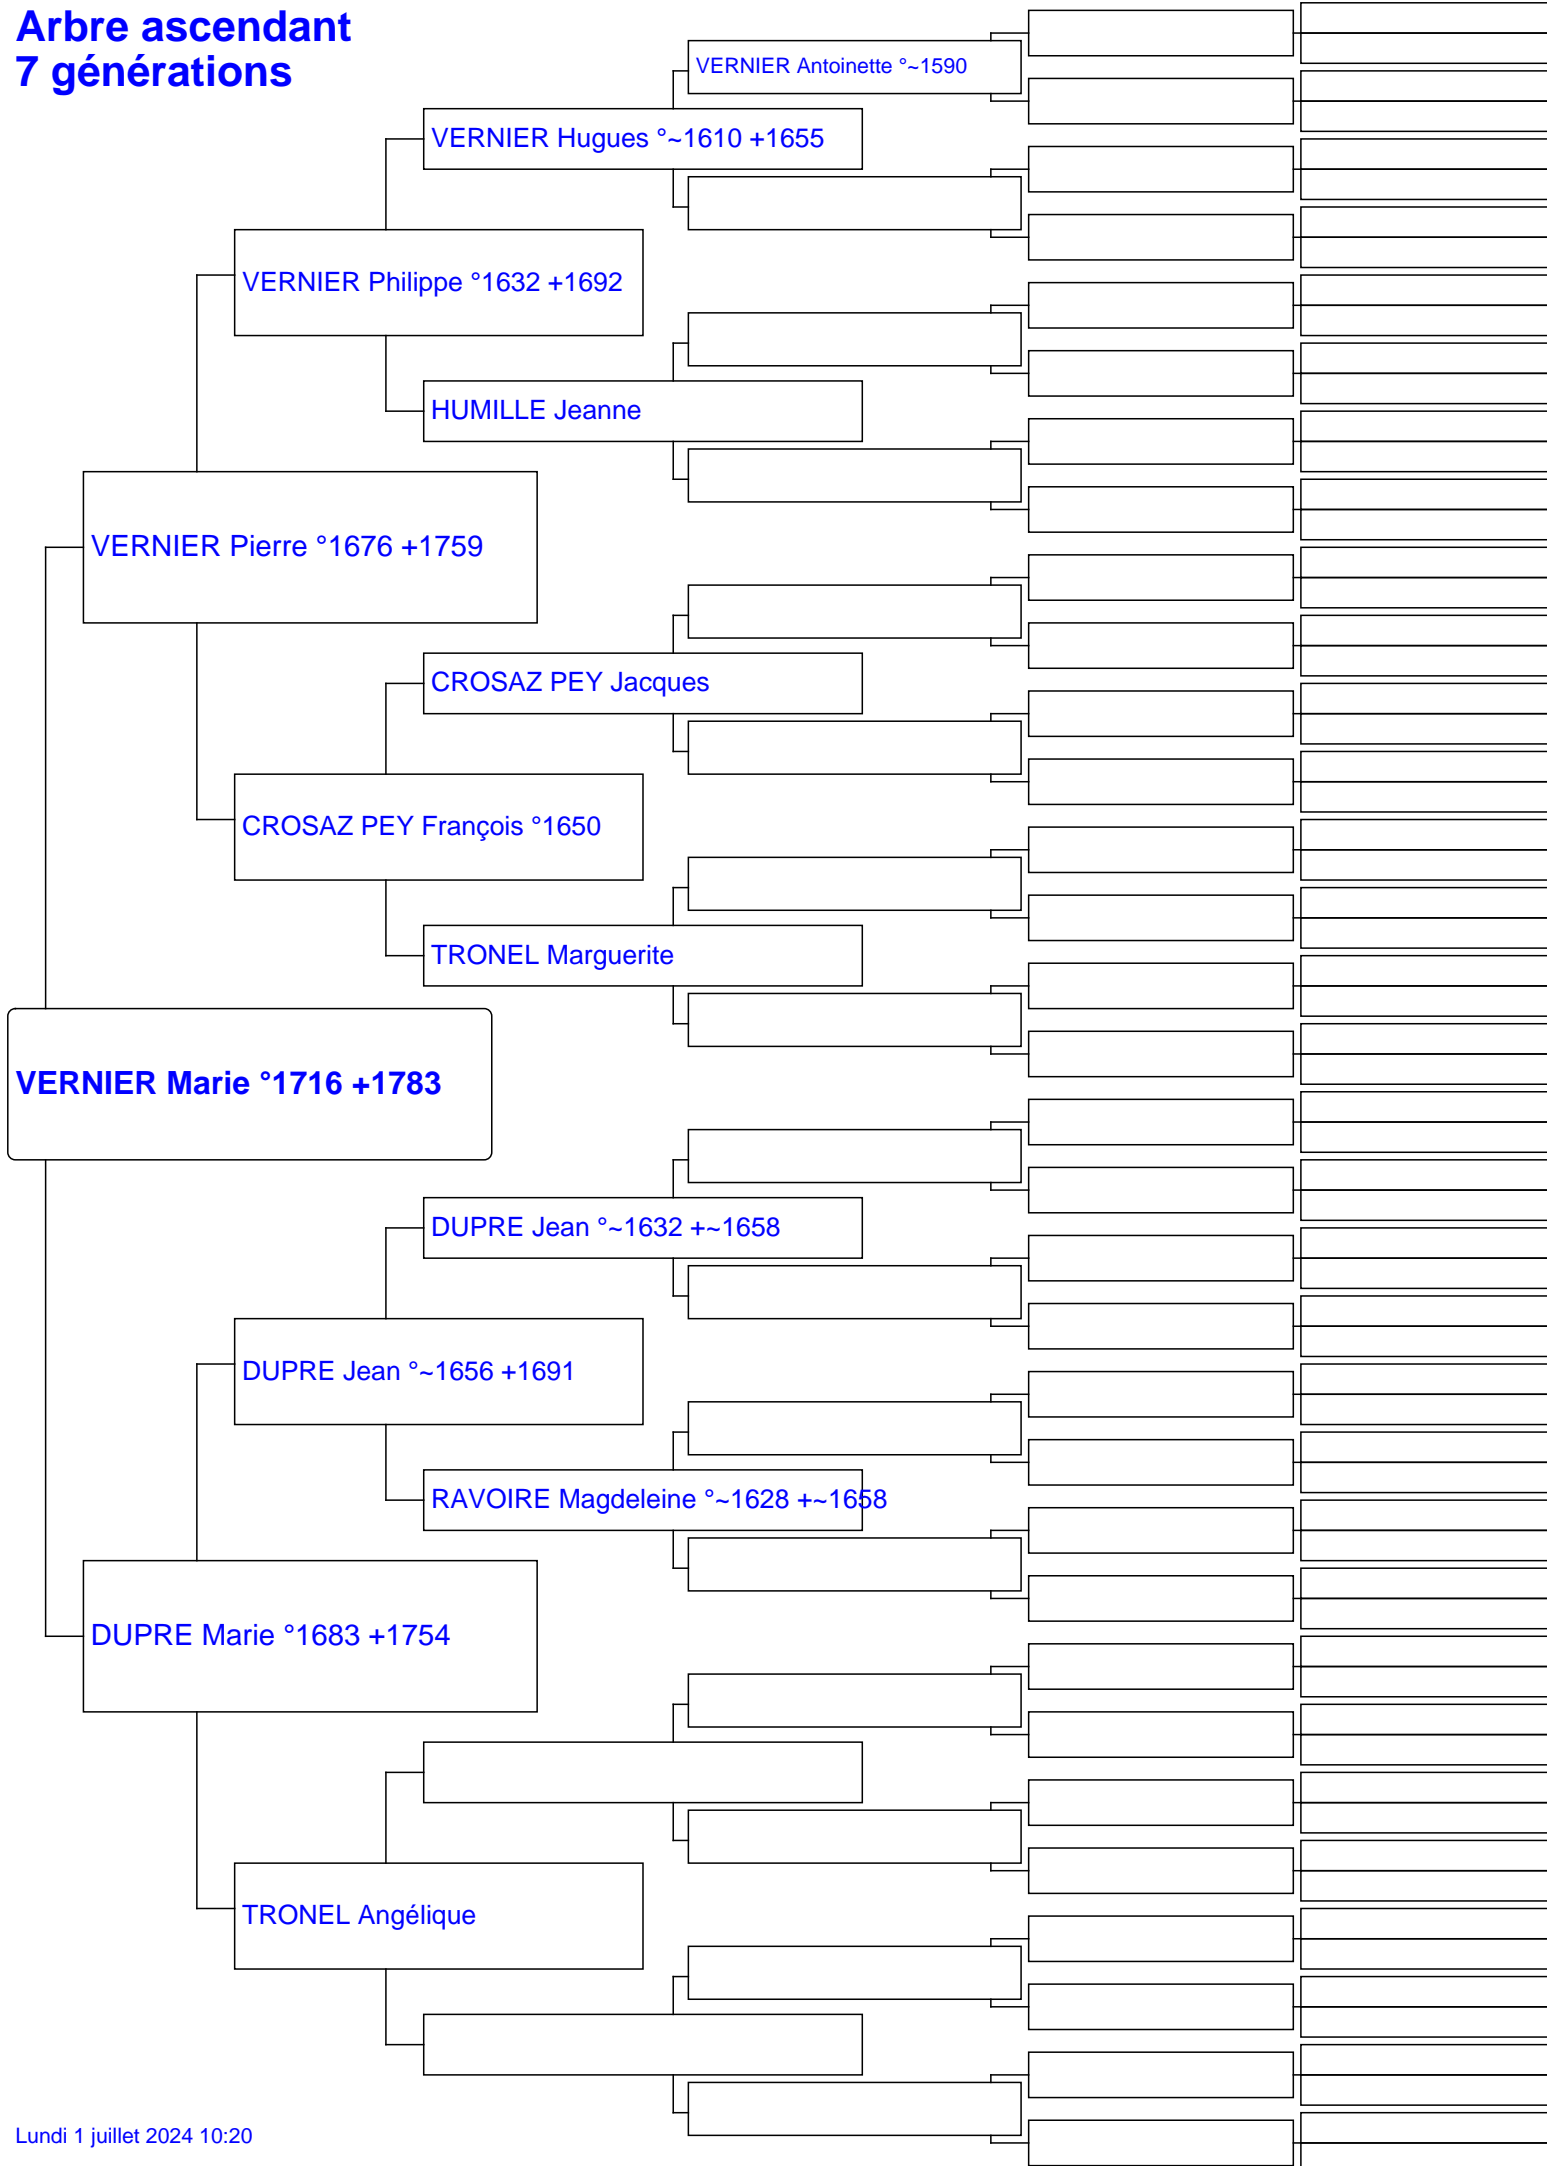 Arbre ascendant
7 générations
VERNIER Antoinette °~1590
VERNIER Hugues °~1610 +1655
VERNIER Philippe °1632 +1692
HUMILLE Jeanne
VERNIER Pierre °1676 +1759
CROSAZ PEY Jacques
CROSAZ PEY François °1650
TRONEL Marguerite
VERNIER Marie °1716 +1783
DUPRE Jean °~1632 +~1658
DUPRE Jean °~1656 +1691
RAVOIRE Magdeleine °~1628 +~1658
DUPRE Marie °1683 +1754
TRONEL Angélique
Lundi 1 juillet 2024 10:20